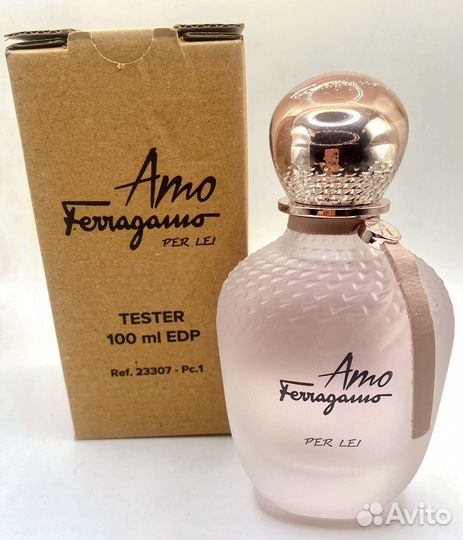 Amo
Ferragamo
PER LEI
TESTER
100 ml EDP
Ref. 23307 - Pc.1
Amo
Ferragamo
PER LEI
Avito